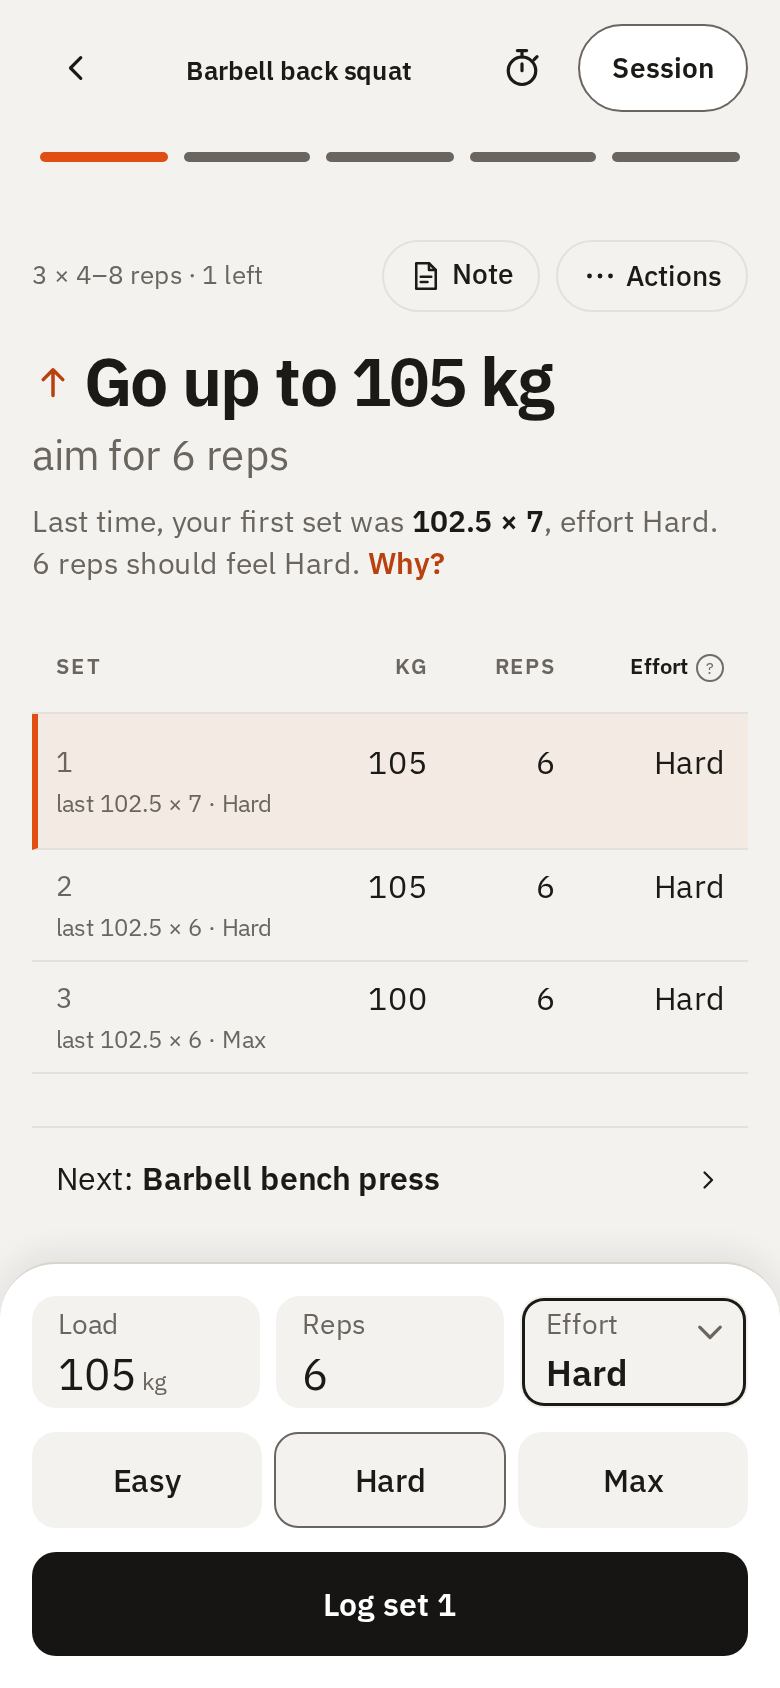 Barbell back squat
Session
3 × 4–8 reps · 1 left
Note
Actions
↑ Go up to 105 kg
aim for 6 reps
Last time, your first set was 102.5 × 7, effort Hard.
6 reps should feel Hard. Why?
SET KG REPS Effort ?
1 105 6 Hard
last 102.5 × 7 · Hard
2 105 6 Hard
last 102.5 × 6 · Hard
3 100 6 Hard
last 102.5 × 6 · Max
Next: Barbell bench press
Load Reps Effort
105 kg 6 Hard
Easy Hard Max
Log set 1